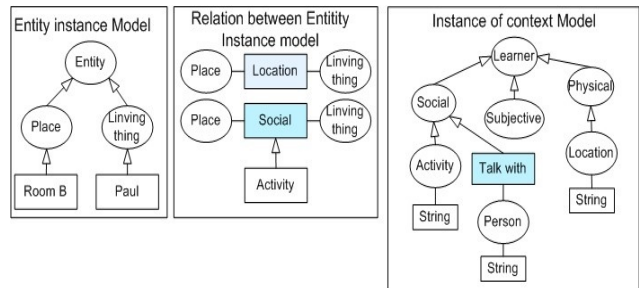 Entity instance Model
Entity
Place
Linving
thing
Room B
Paul
Relation between Entitity
Instance model
Place
Location
Linving
thing
Place
Social
Linving
thing
Activity
Instance of context Model
Learner
Social
Subjective
Physical
Activity
Talk with
Location
String
Person
String
String